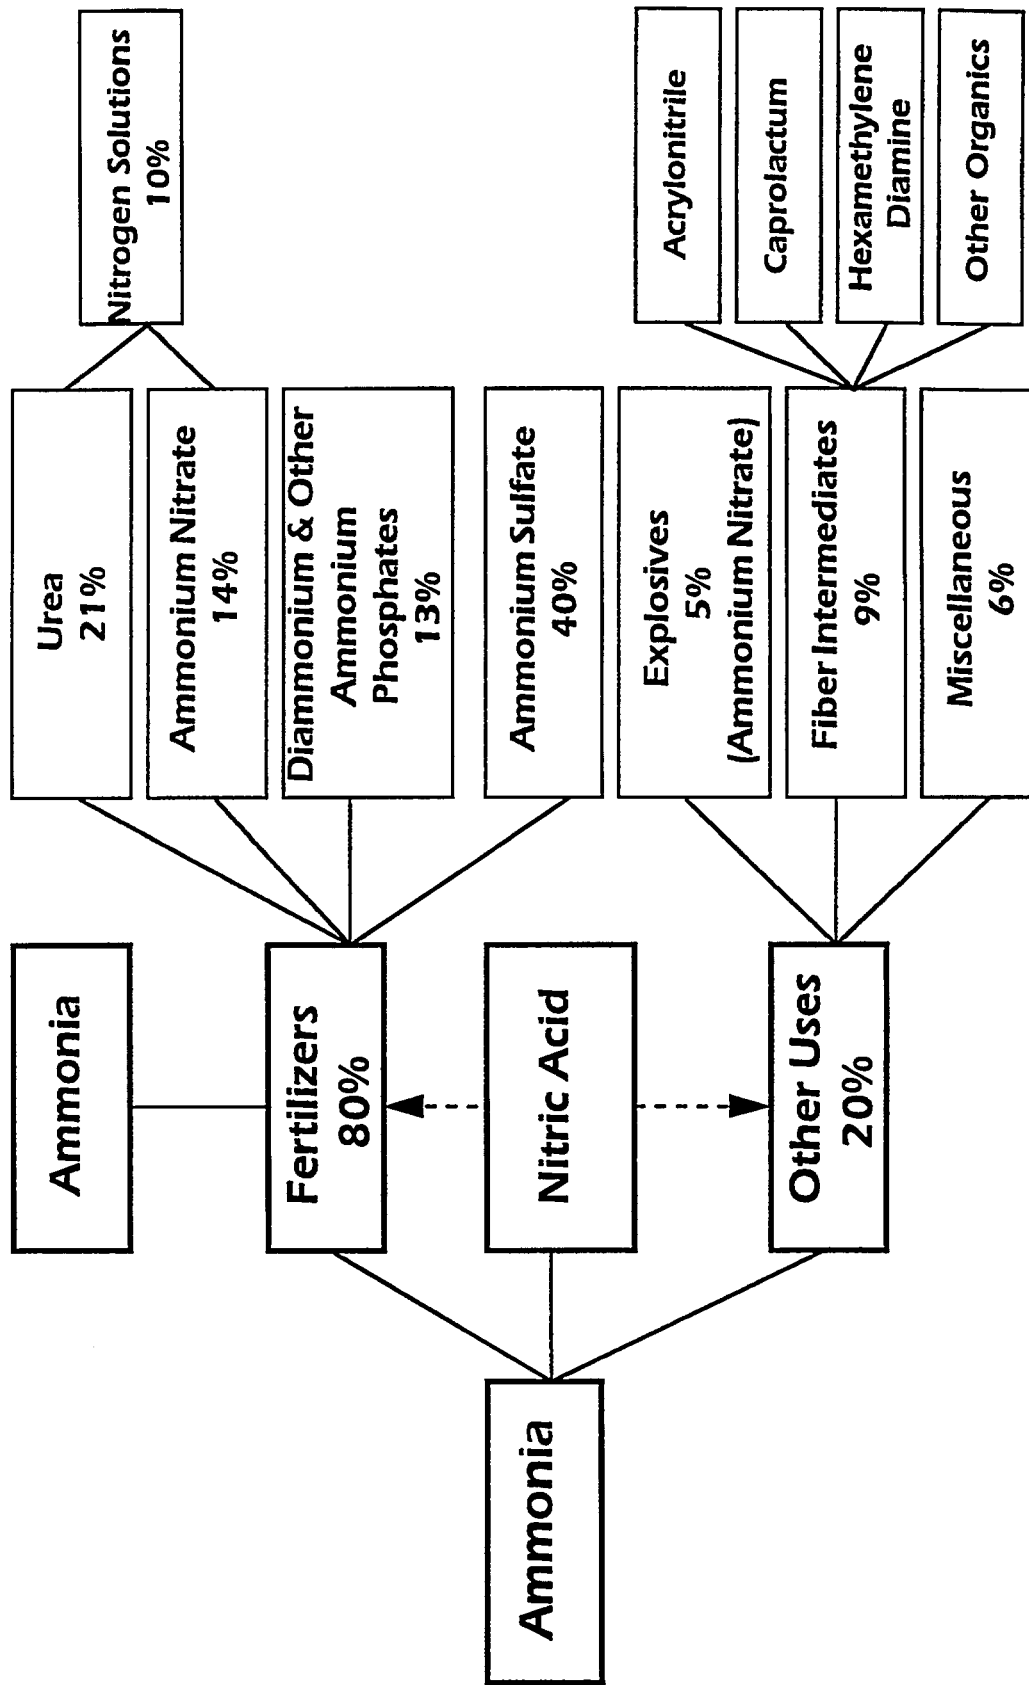 Ammonia
Ammonia
Fertilizers
80%
Nitric Acid
Other Uses
20%
Urea
21%
Ammonium Nitrate
14%
Diammonium & Other
Ammonium
Phosphates
13%
Ammonium Sulfate
40%
Explosives
5%
(Ammonium Nitrate)
Fiber Intermediates
9%
Miscellaneous
6%
Nitrogen Solutions
10%
Acrylonitrile
Caprolactum
Hexamethylene
Diamine
Other Organics